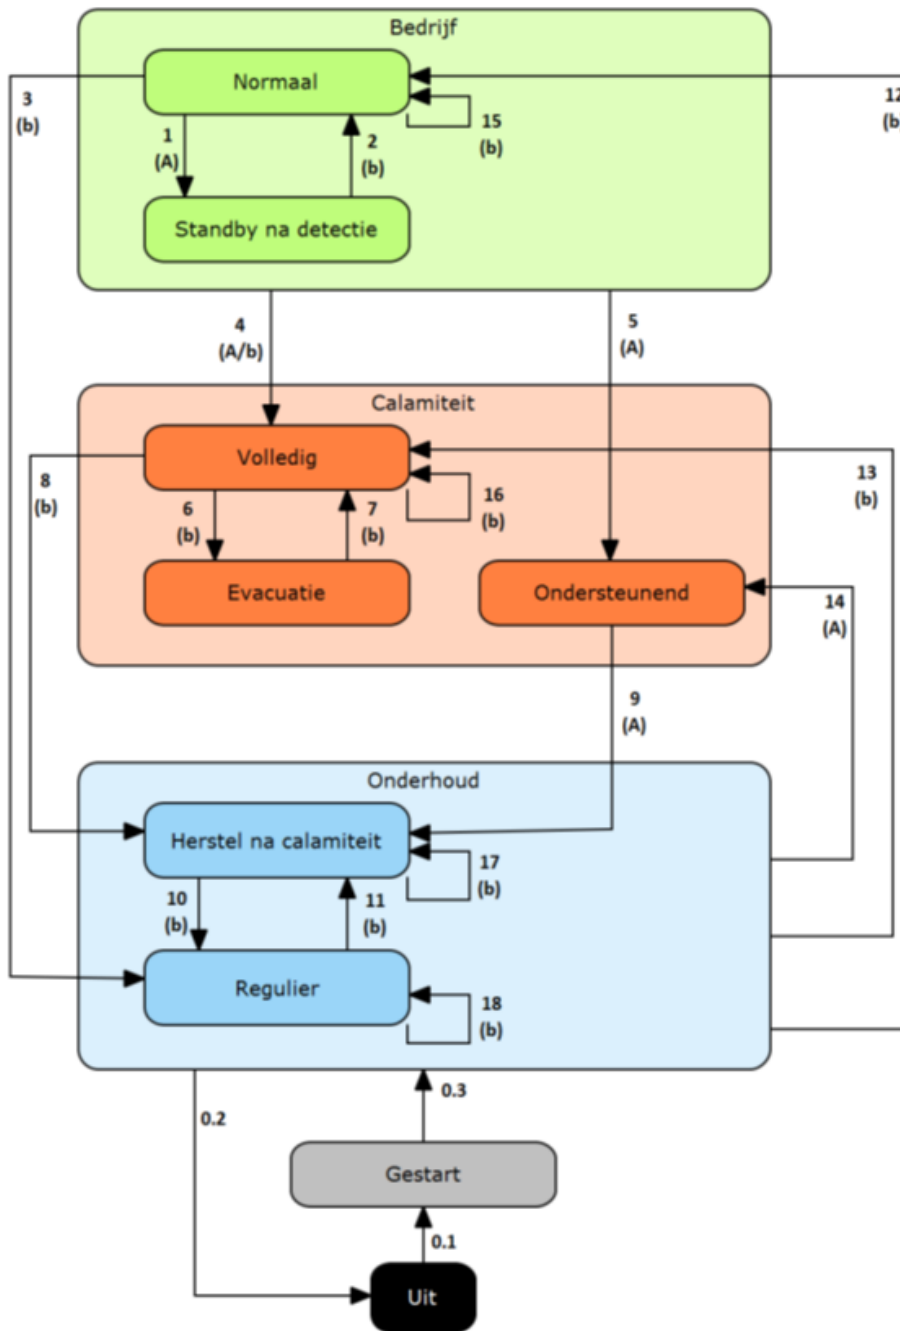 Bedrijf
Normaal
12
(b)
3
(b)
15
(b)
1
(A)
2
(b)
Standby na detectie
4
(A/b)
5
(A)
Calamiteit
Volledig
13
(b)
8
(b)
16
(b)
6
(b)
7
(b)
Evacuatie
Ondersteunend
14
(A)
9
(A)
Onderhoud
Herstel na calamiteit
17
(b)
10
(b)
11
(b)
Regulier
18
(b)
0.3
0.2
Gestart
0.1
Uit